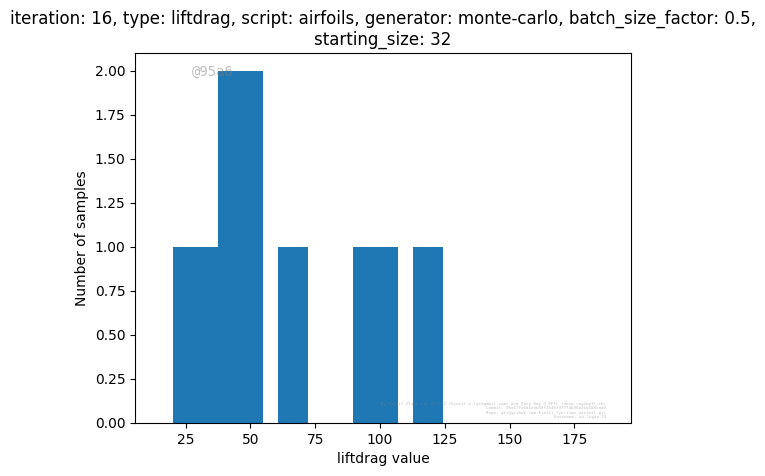 iteration: 16, type: liftdrag, script: airfoils, generator: monte-carlo, batch_size_factor: 0.5,
starting_size: 32
@95a6
2.00
1.75
1.50
1.25
1.00
0.75
0.50
0.25
0.00
Number of samples
25 50 75 100 125 150 175
liftdrag value